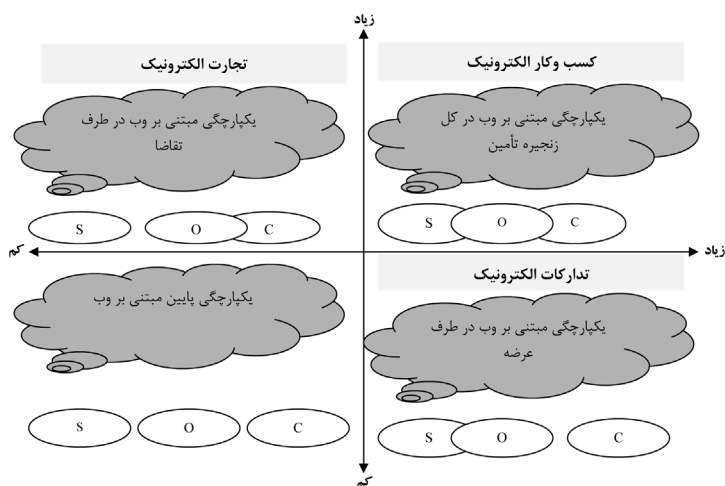 زیاد
کسب وکار الکترونیک
تجارت الکترونیک
یکپارچگی مبتنی بر وب در کل
زنجیره تأمین
یکپارچگی مبتنی بر وب در طرف
تقاضا
S O C
S O C
زیاد
کم
تدارکات الکترونیک
یکپارچگی مبتنی بر وب در طرف
عرضه
یکپارچگی پایین مبتنی بر وب
S O C
S O C
کم